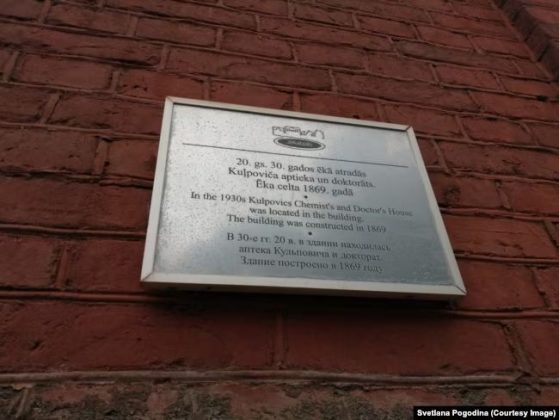 20. gs. 30. gados ēkā atradās
Kuļpoviča aptieka un doktorāts.
Ēka celta 1869. gadā
In the 1930s Kulpovics Chemist's and Doctor's House
was located in the building.
The building was constructed in 1869
В 30-е гг. 20 в. в здании находилась
аптека Кульповича и докторат.
Здание построено в 1869 году
Svetlana Pogodina (Courtesy Image)